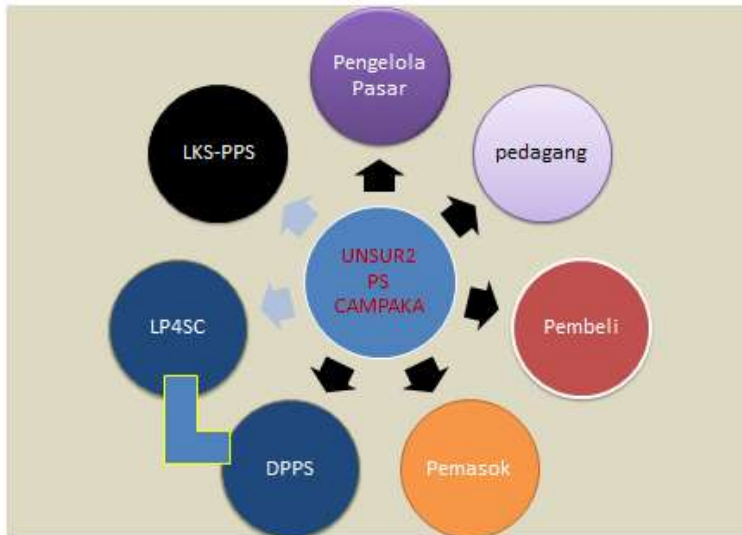 Pengelola
Pasar
LKS-PPS
pedagang
UNSUR2
PS
CAMPAKA
LP4SC
Pembeli
DPPS
Pemasok